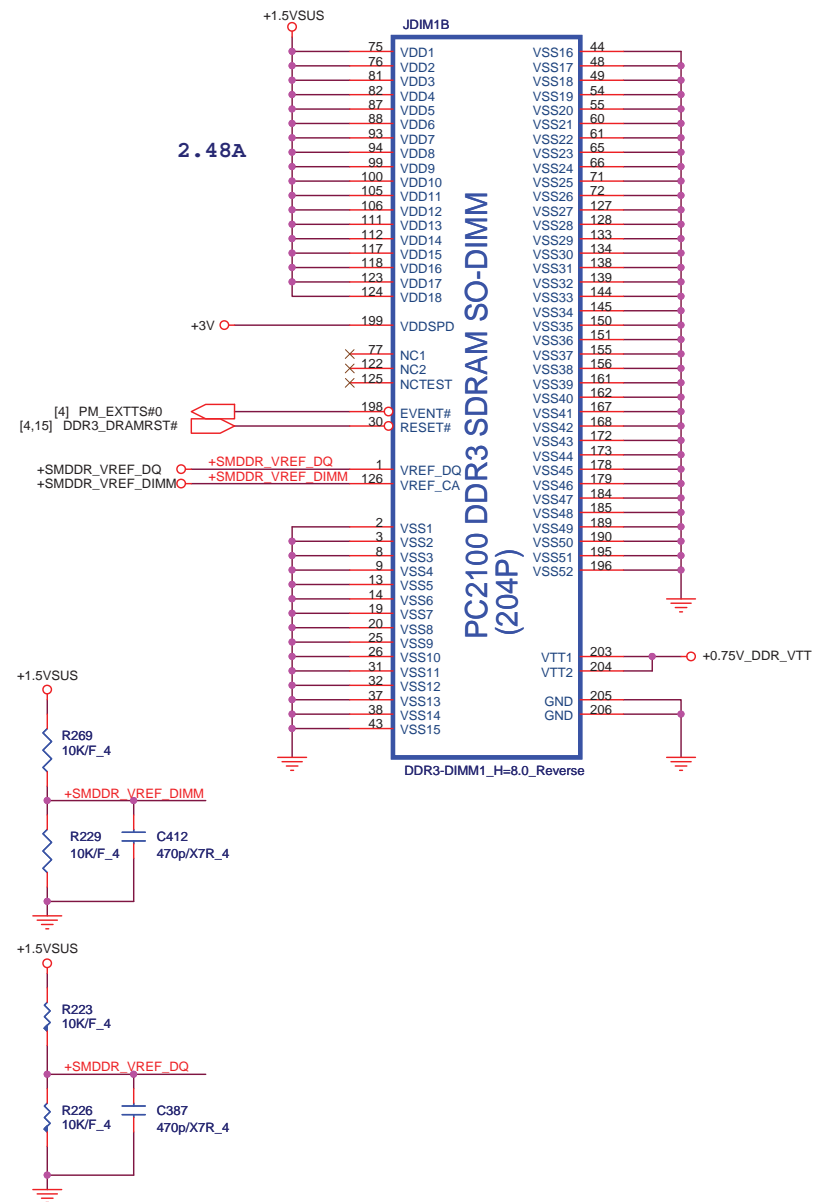 +1.5VSUS
JDIM1B
2.48A
75 VDD1 VSS16 44
76 VDD2 VSS17 48
81 VDD3 VSS18 49
82 VDD4 VSS19 54
87 VDD5 VSS20 55
88 VDD6 VSS21 60
93 VDD7 VSS22 61
94 VDD8 VSS23 65
99 VDD9 VSS24 66
100 VDD10 VSS25 71
105 VDD11 VSS26 72
106 VDD12 VSS27 127
111 VDD13 VSS28 128
112 VDD14 VSS29 133
117 VDD15 VSS30 134
118 VDD16 VSS31 138
123 VDD17 VSS32 139
124 VDD18 VSS33 144
VSS34 145
+3V 199 VDDSPD VSS35 150
VSS36 151
77 NC1 VSS37 155
122 NC2 VSS38 156
125 NCTEST VSS39 161
VSS40 162
[4] PM_EXTTS#0 198 EVENT# VSS41 167
[4,15] DDR3_DRAMRST# 30 RESET# VSS42 168
VSS43 172
VSS44 173
+SMDDR_VREF_DQ +SMDDR_VREF_DQ 1 VREF_DQ VSS45 178
+SMDDR_VREF_DIMM +SMDDR_VREF_DIMM 126 VREF_CA VSS46 179
VSS47 184
VSS48 185
2 VSS1 VSS49 189
3 VSS2 VSS50 190
8 VSS3 VSS51 195
9 VSS4 VSS52 196
13 VSS5
14 VSS6
19 VSS7
20 VSS8
25 VSS9
26 VSS10 VTT1 203 +0.75V_DDR_VTT
31 VSS11 VTT2 204
32 VSS12
37 VSS13 GND 205
38 VSS14 GND 206
43 VSS15
PC2100 DDR3 SDRAM SO-DIMM
(204P)
DDR3-DIMM1_H=8.0_Reverse
+1.5VSUS
R269
10K/F_4
+SMDDR_VREF_DIMM
R229
10K/F_4
C412
470p/X7R_4
+1.5VSUS
R223
10K/F_4
+SMDDR_VREF_DQ
R226
10K/F_4
C387
470p/X7R_4